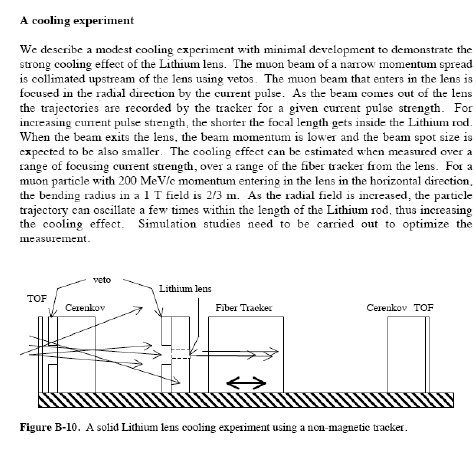 A cooling experiment
We describe a modest cooling experiment with minimal development to demonstrate the
strong cooling effect of the Lithium lens. The muon beam of a narrow momentum spread
is collimated upstream of the lens using vetos. The muon beam that enters in the lens is
focused in the radial direction by the current pulse. As the beam comes out of the lens
the trajectories are recorded by the tracker for a given current pulse strength. For
increasing current pulse strength, the shorter the focal length gets inside the Lithium rod.
When the beam exits the lens, the beam momentum is lower and the beam spot size is
expected to be also smaller. The cooling effect can be estimated when measured over a
range of focusing current strength, over a range of the fiber tracker from the lens. For a
muon particle with 200 MeV/c momentum entering in the lens in the horizontal direction,
the bending radius in a 1 T field is 2/3 m. As the radial field is increased, the particle
trajectory can oscillate a few times within the length of the Lithium rod, thus increasing
the cooling effect. Simulation studies need to be carried out to optimize the
measurement.
veto
TOF
Cerenkov
Lithium lens
Fiber Tracker
Cerenkov TOF
Figure B-10. A solid Lithium lens cooling experiment using a non-magnetic tracker.